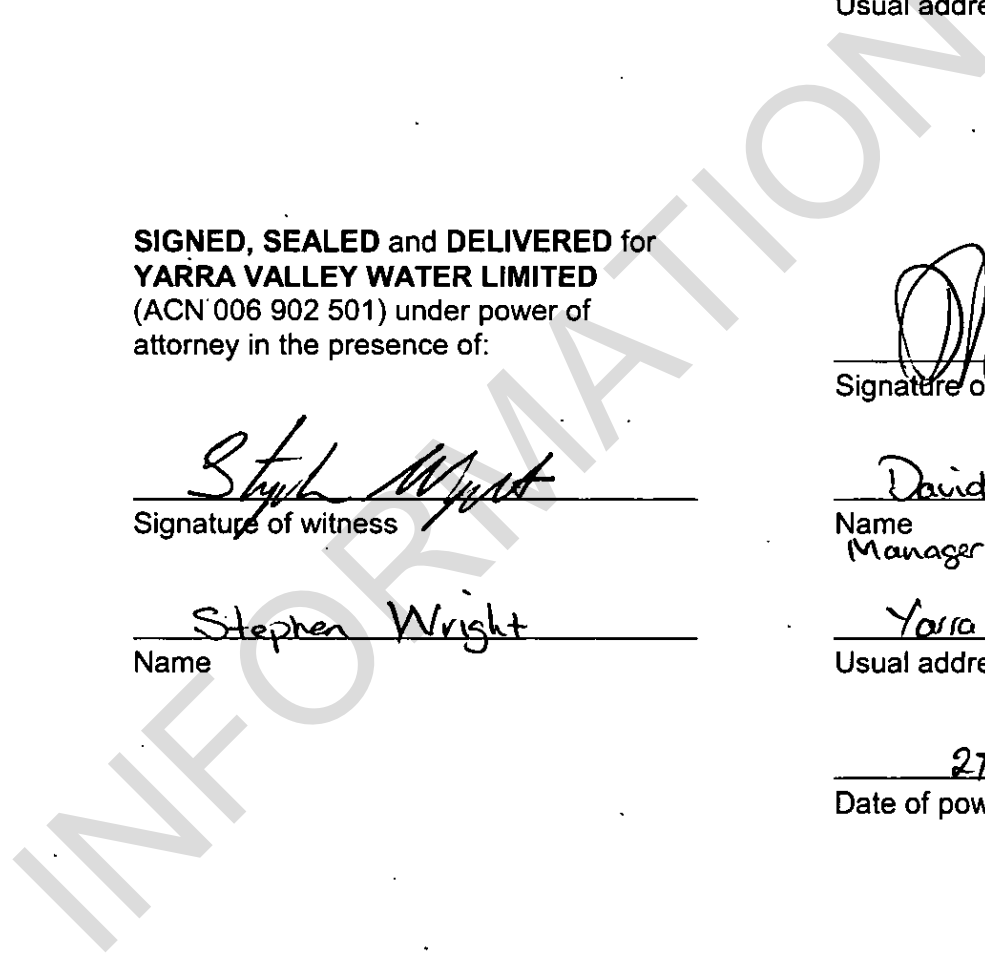 Usual addre
SIGNED, SEALED and DELIVERED for
YARRA VALLEY WATER LIMITED
(ACN 006 902 501) under power of
attorney in the presence of:
Signature of witness
Stephen Wright
Name
Signature o
David
Name
Manager
Yarra
Usual addre
27
Date of pow
INFORMATION